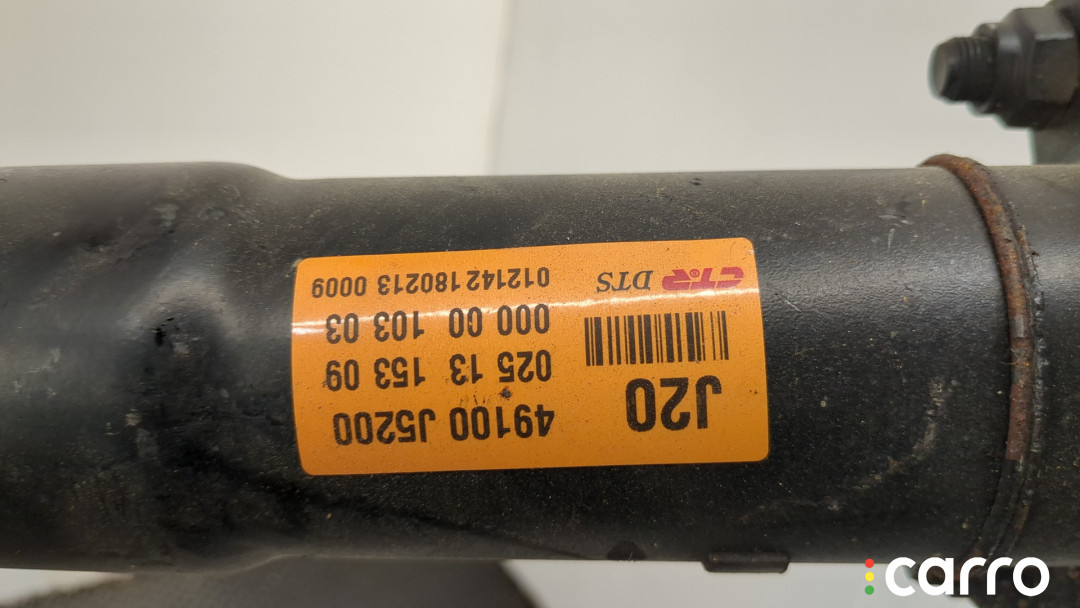 J20
49100 J5200
025 13 153 09
000 00 103 03
CTR® DTS
012142 180213 0009
carro